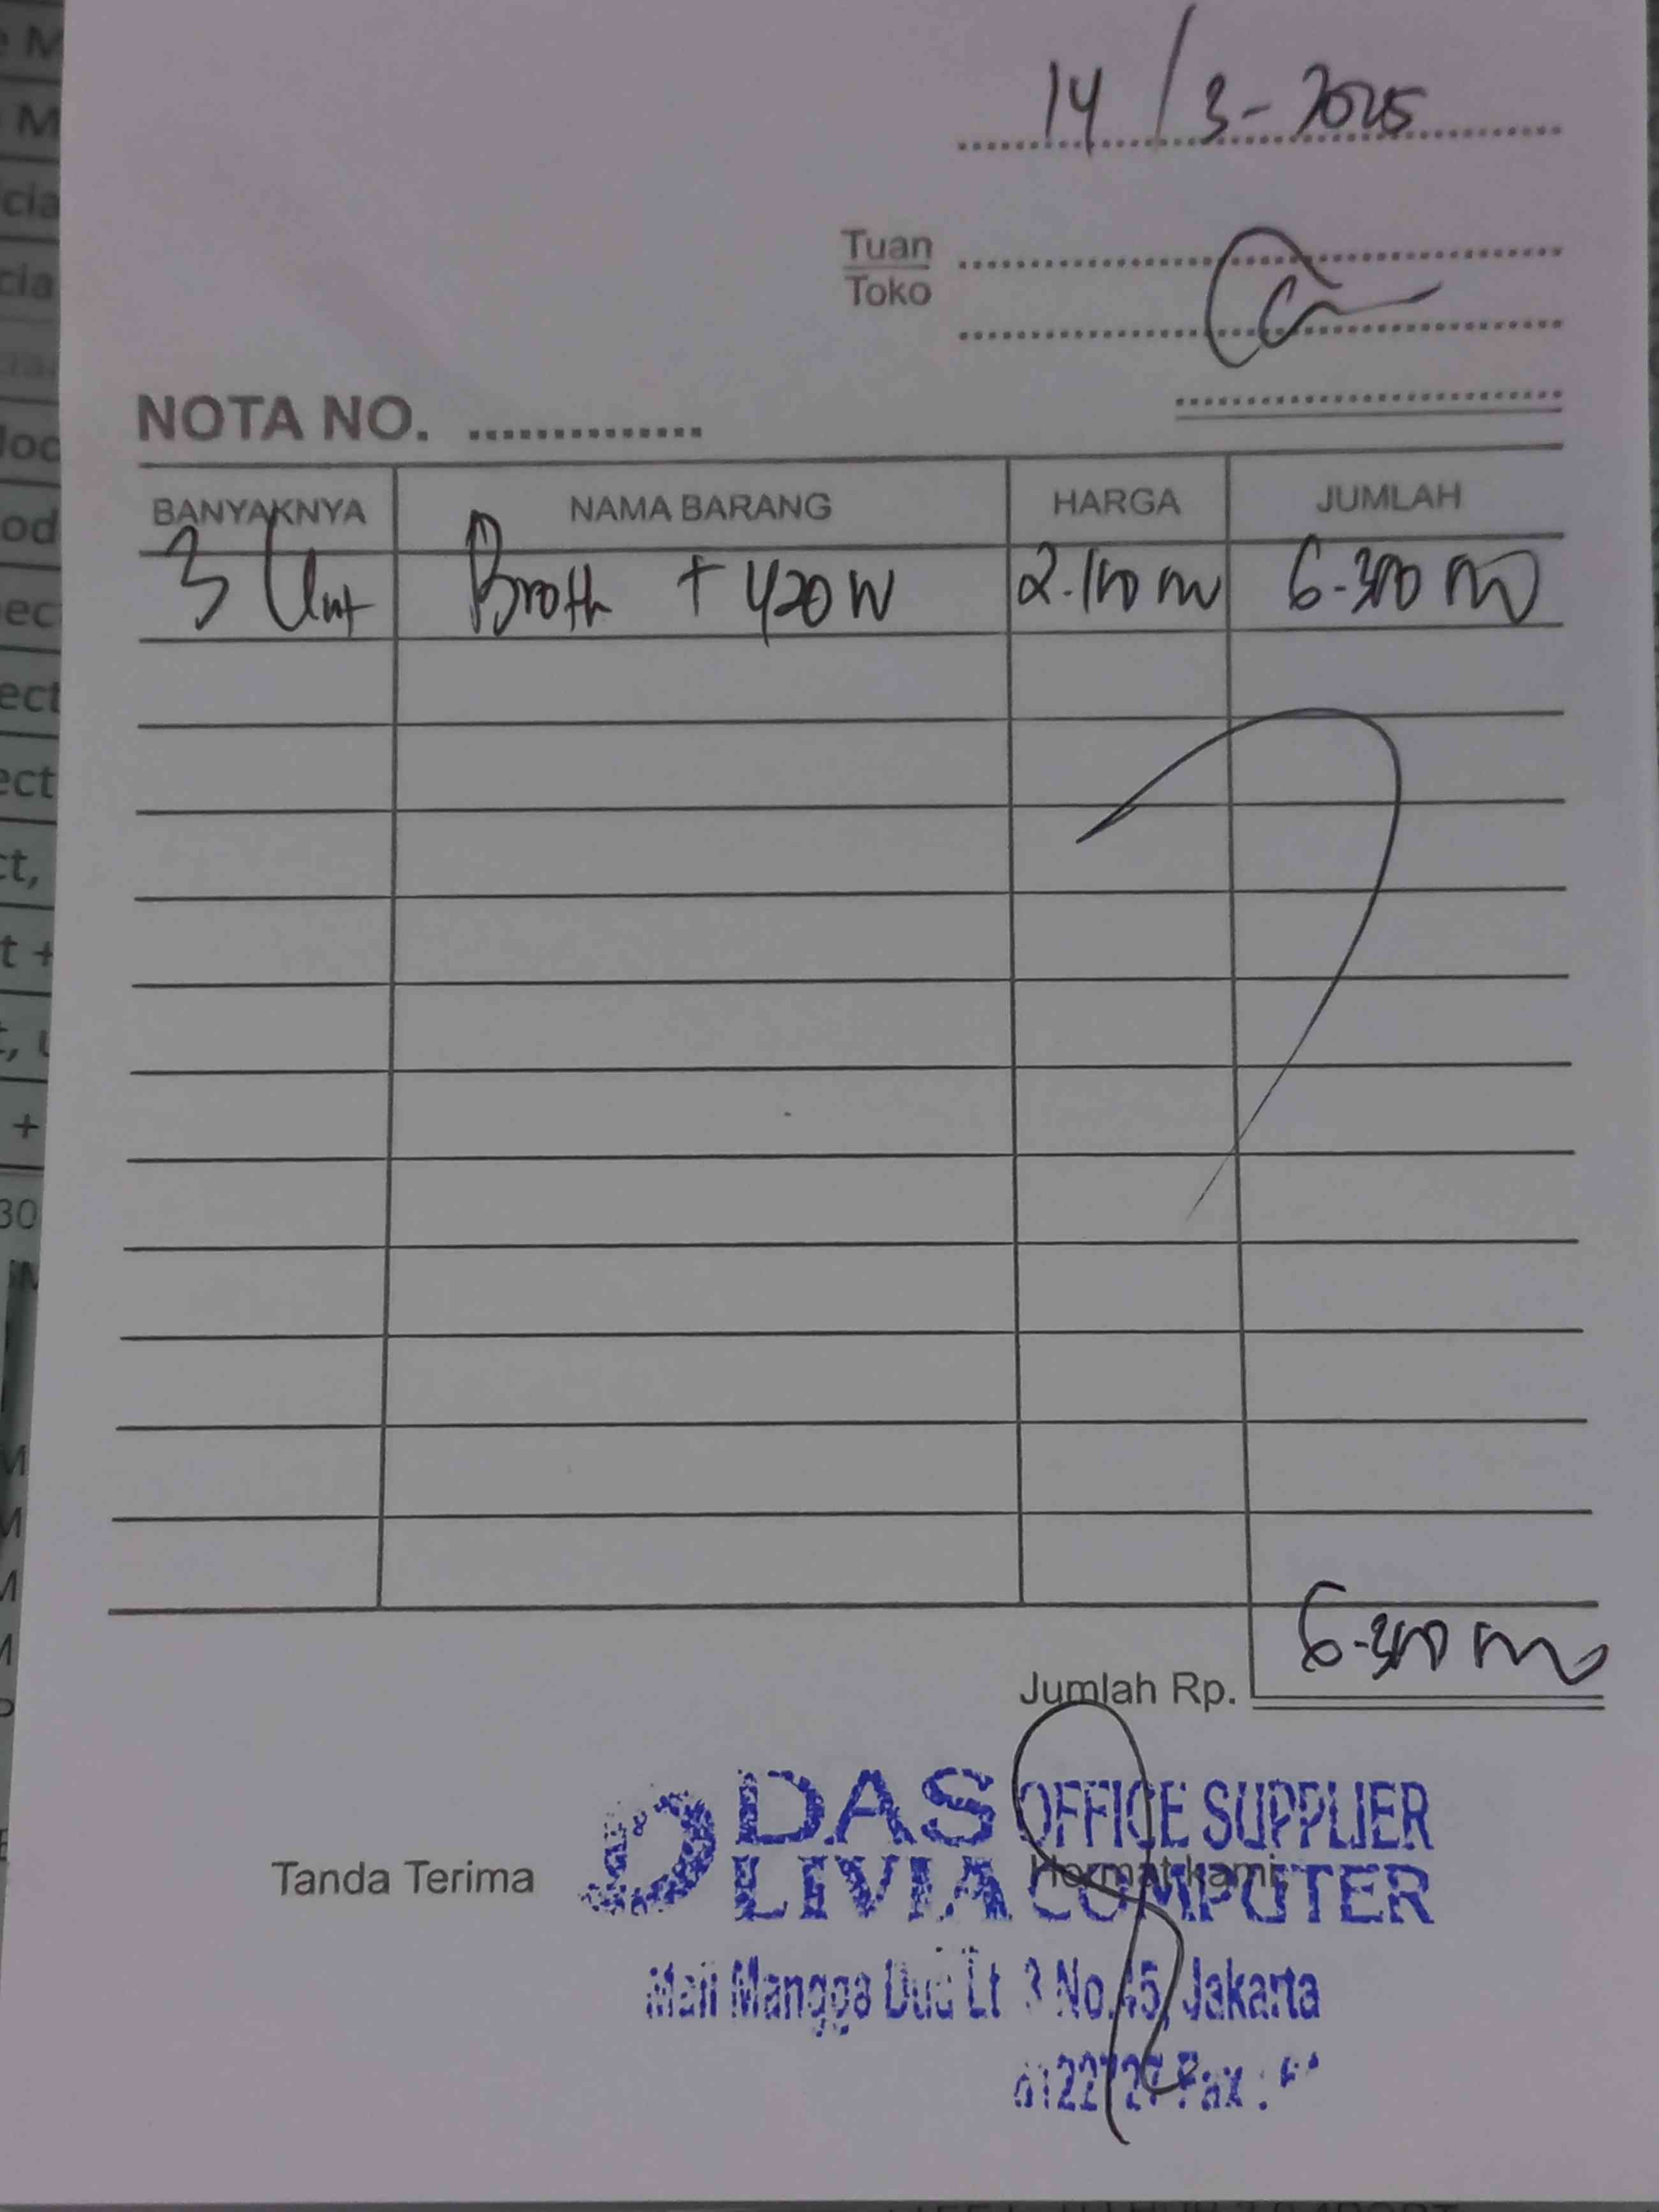 14/3-2025
Tuan
Toko
NOTA NO. ..............
BANYAKNYA NAMA BARANG HARGA JUMLAH
3 Unt Broth T420W 2.100 6.300
6.300
Jumlah Rp.
DAS OFFICE SUPPLIER
Tanda Terima Hormat kami,
LIVIA COMPUTER
Mall Mangga Dua Lt 3 No.45, Jakarta
Fax :